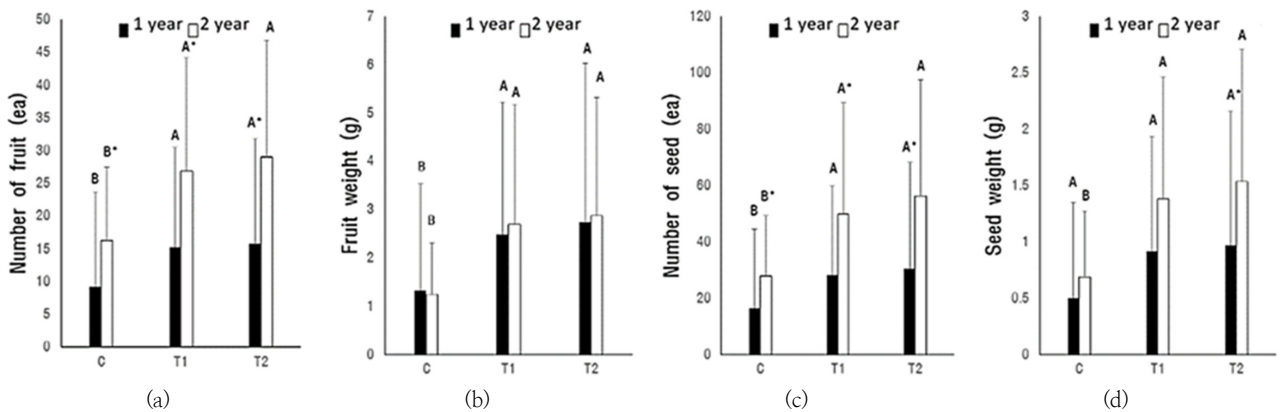 1 year 2 year
Number of fruit (ea)
50
45
40
35
30
25
20
15
10
5
0
B B* A A* A* A
C T1 T2
(a)
1 year 2 year
Fruit weight (g)
7
6
5
4
3
2
1
0
B B A A A A
C T1 T2
(b)
1 year 2 year
Number of seed (ea)
120
100
80
60
40
20
0
B B* A A* A* A
C T1 T2
(c)
1 year 2 year
Seed weight (g)
3
2.5
2
1.5
1
0.5
0
A B A A A* A
C T1 T2
(d)